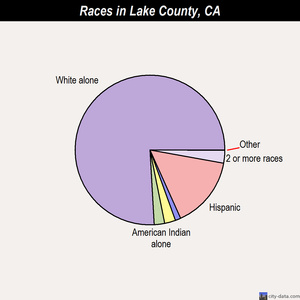 Races in Lake County, CA
White alone
Other
2 or more races
Hispanic
American Indian
alone
city-data.com